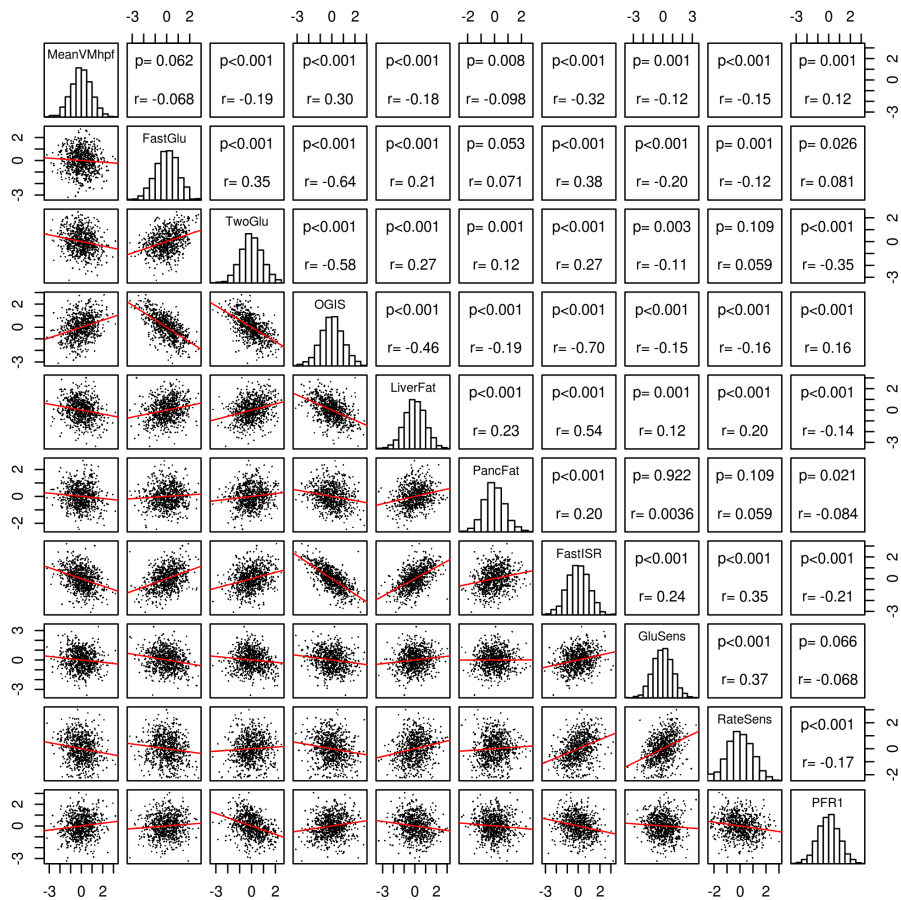 -3 0 2 -2 0 2 -3 0 3
MeanVMhpf p= 0.062 p<0.001 p<0.001 p<0.001 p= 0.008 p<0.001 p= 0.001 p<0.001 p= 0.001
r= -0.068 r= -0.19 r= 0.30 r= -0.18 r= -0.098 r= -0.32 r= -0.12 r= -0.15 r= 0.12
-3 0 2
FastGlu p<0.001 p<0.001 p<0.001 p= 0.053 p<0.001 p<0.001 p= 0.001 p= 0.026
r= 0.35 r= -0.64 r= 0.21 r= 0.071 r= 0.38 r= -0.20 r= -0.12 r= 0.081
2 0 -3
TwoGlu p<0.001 p<0.001 p= 0.001 p<0.001 p= 0.003 p= 0.109 p<0.001
r= -0.58 r= 0.27 r= 0.12 r= 0.27 r= -0.11 r= 0.059 r= -0.35
-3 0 2
OGIS p<0.001 p<0.001 p<0.001 p<0.001 p<0.001 p<0.001
r= -0.46 r= -0.19 r= -0.70 r= -0.15 r= -0.16 r= 0.16
2 0 -3
LiverFat p<0.001 p<0.001 p= 0.001 p<0.001 p<0.001
r= 0.23 r= 0.54 r= 0.12 r= 0.20 r= -0.14
-3 0 2
PancFat p<0.001 p= 0.922 p= 0.109 p= 0.021
r= 0.20 r= 0.0036 r= 0.059 r= -0.084
2 0 -2
FastISR p<0.001 p<0.001 p<0.001
r= 0.24 r= 0.35 r= -0.21
-3 0 2
GluSens p<0.001 p= 0.066
r= 0.37 r= -0.068
3 0 -3
RateSens p<0.001
r= -0.17
-2 0 2
PFR1
2 0 -3
-3 0 2 -3 0 2 -3 0 2 -3 0 2 -2 0 2